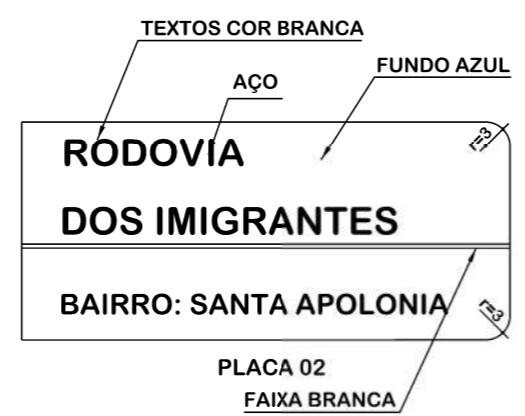 TEXTOS COR BRANCA
FUNDO AZUL
AÇO
RODOVIA
r=3
DOS IMIGRANTES
BAIRRO: SANTA APOLONIA
r=3
PLACA 02
FAIXA BRANCA